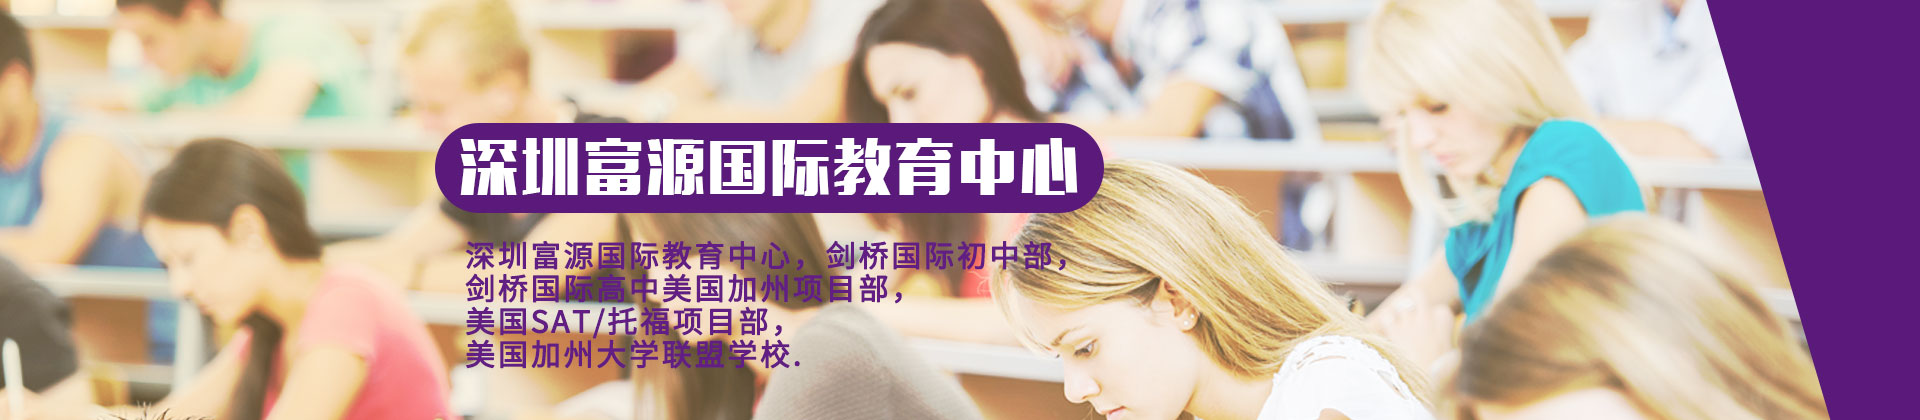 深圳富源国际教育中心
深圳富源国际教育中心，剑桥国际初中部，
剑桥国际高中美国加州项目部，
美国SAT/托福项目部，
美国加州大学联盟学校.